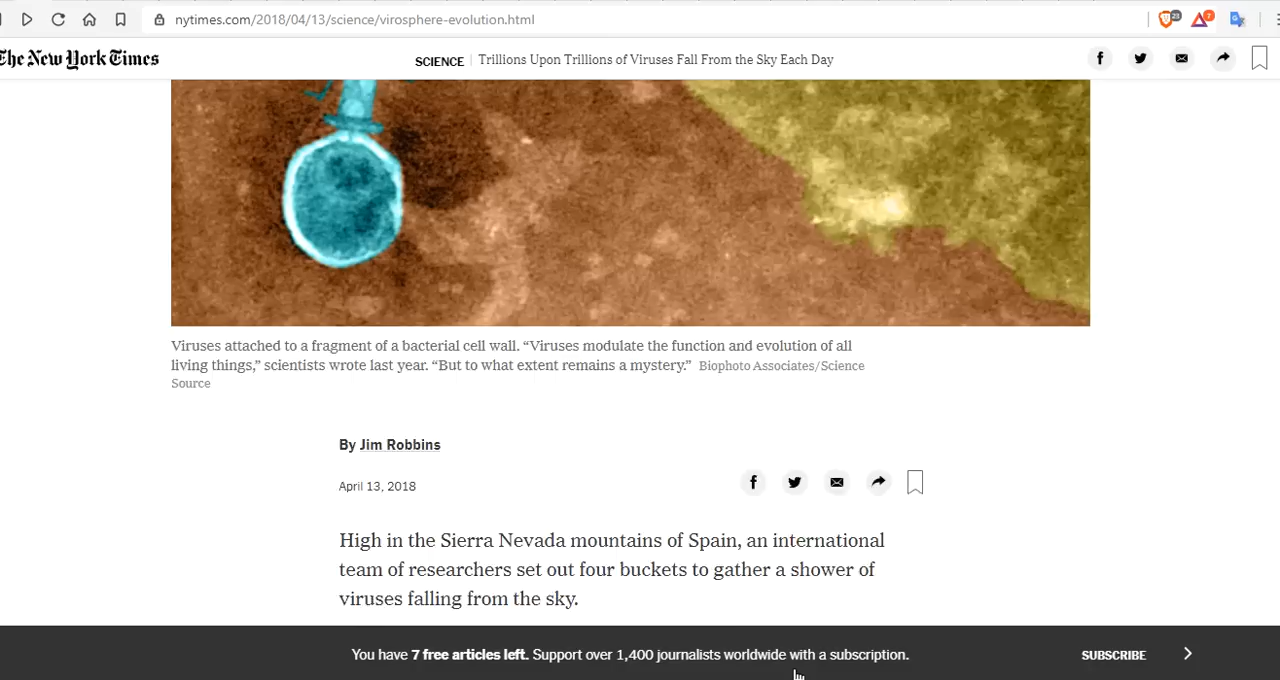 nytimes.com/2018/04/13/science/virosphere-evolution.html
23
7
The New York Times
SCIENCE | Trillions Upon Trillions of Viruses Fall From the Sky Each Day
Viruses attached to a fragment of a bacterial cell wall. “Viruses modulate the function and evolution of all
living things,” scientists wrote last year. “But to what extent remains a mystery.” Biophoto Associates/Science
Source
By Jim Robbins
April 13, 2018
High in the Sierra Nevada mountains of Spain, an international
team of researchers set out four buckets to gather a shower of
viruses falling from the sky.
You have 7 free articles left. Support over 1,400 journalists worldwide with a subscription.
SUBSCRIBE